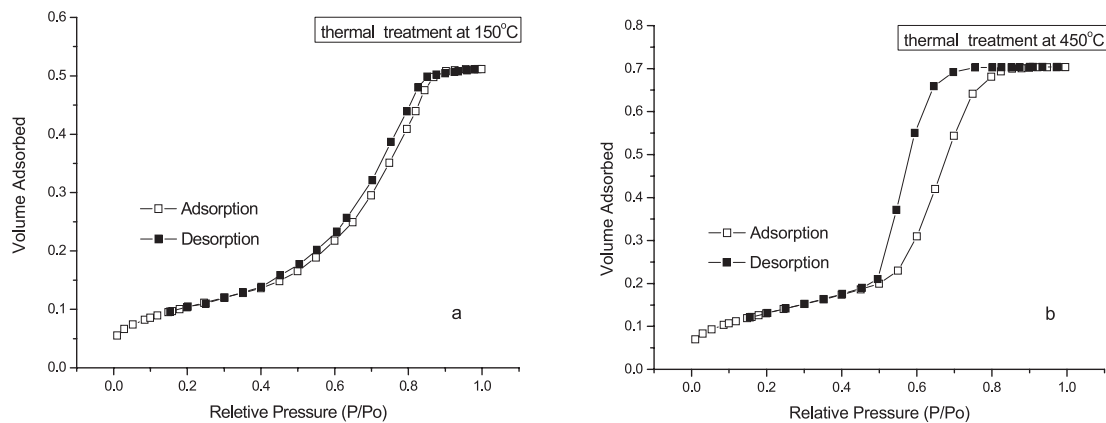 thermal treatment at 150°C
0.6
0.5
0.4
0.3
0.2
0.1
0.0
Volume Adsorbed
Adsorption
Desorption
a
0.0 0.2 0.4 0.6 0.8 1.0
Reletive Pressure (P/Po)
thermal treatment at 450°C
0.8
0.7
0.6
0.5
0.4
0.3
0.2
0.1
0.0
Volume Adsorbed
Adsorption
Desorption
b
0.0 0.2 0.4 0.6 0.8 1.0
Relative Pressure (P/Po)